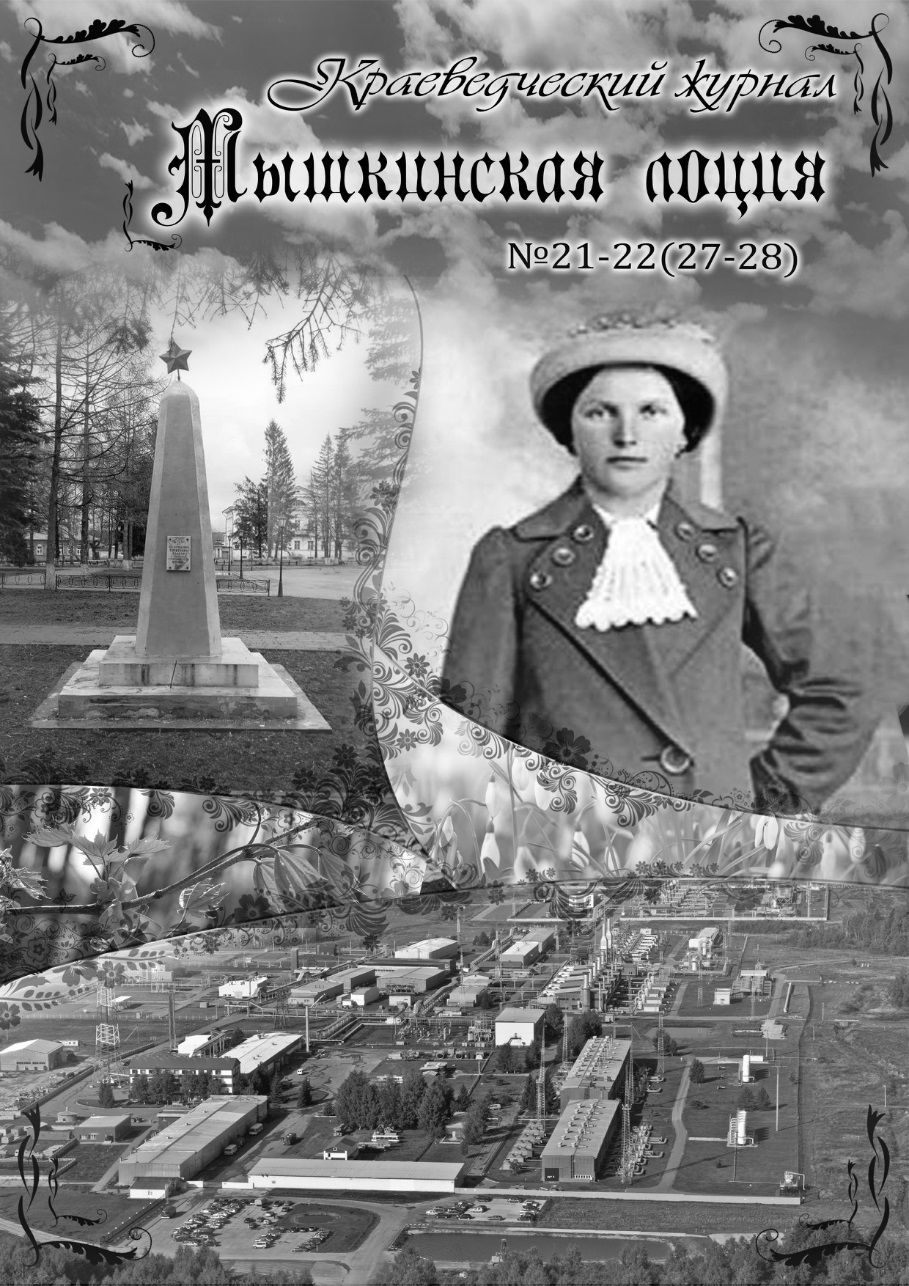 Краеведческий журнал
Мышкинская лоция
№21-22(27-28)